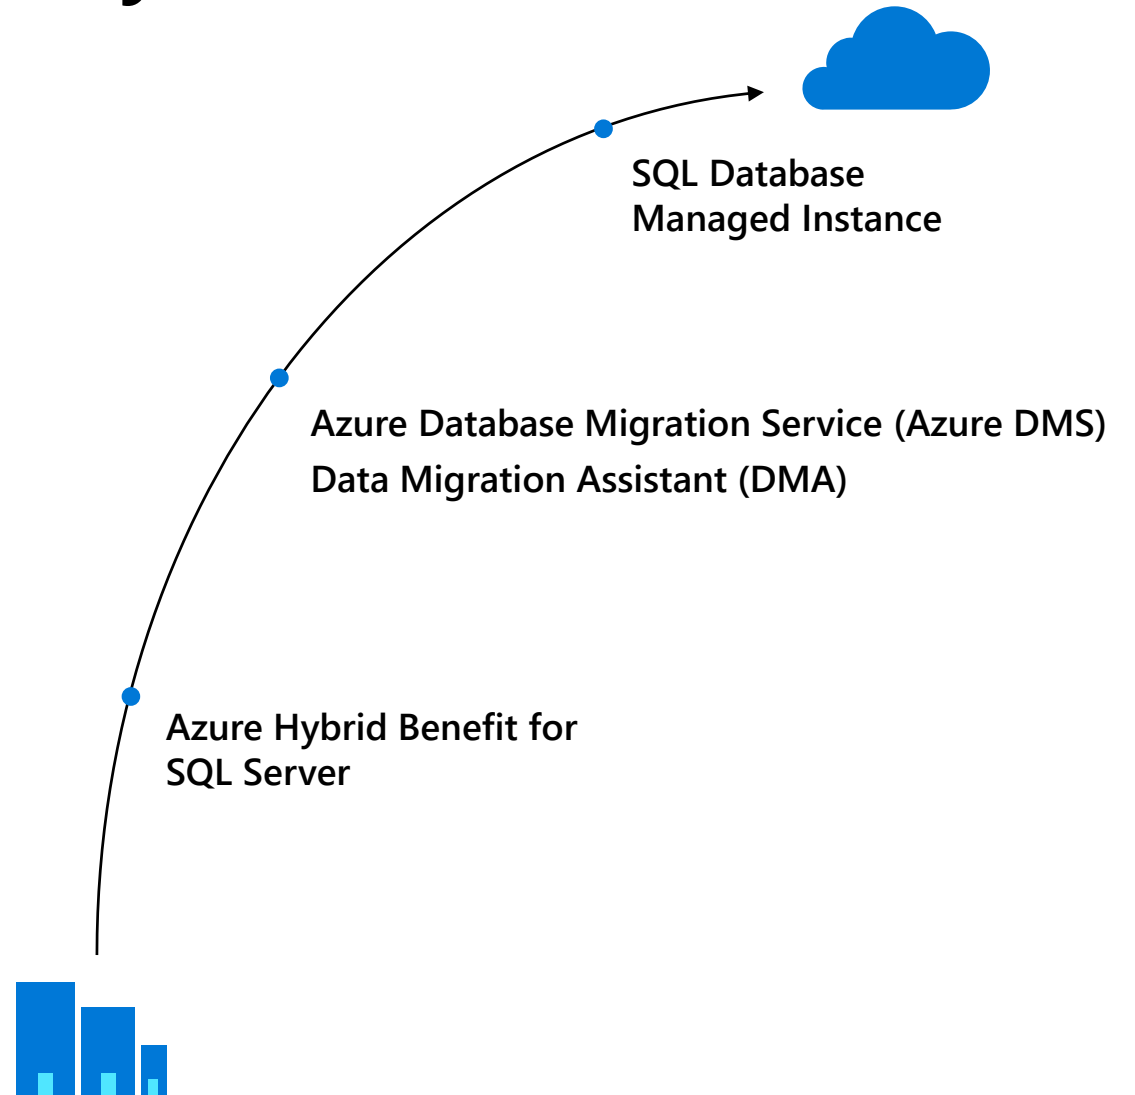 SQL Database
Managed Instance
Azure Database Migration Service (Azure DMS)
Data Migration Assistant (DMA)
Azure Hybrid Benefit for
SQL Server